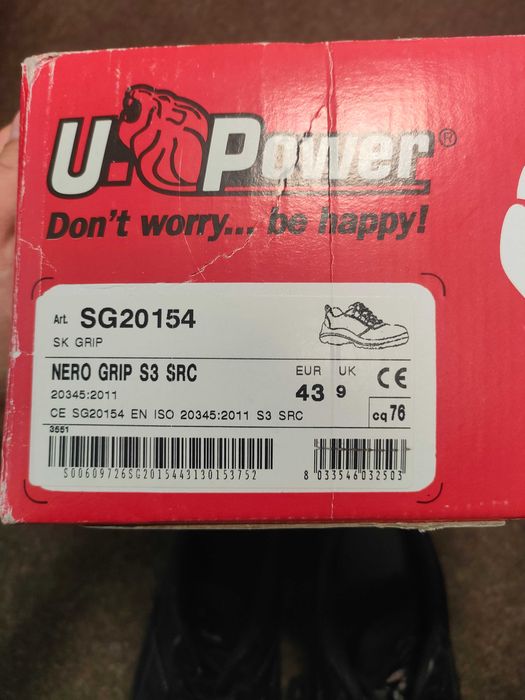 U-Power®
Don't worry... be happy!
Art. SG20154
SK GRIP
NERO GRIP S3 SRC
20345:2011
CE SG20154 EN ISO 20345:2011 S3 SRC
EUR UK
43 9
CE
cq 76
3551
S00609726SG2015443130153752
8 033546 032503